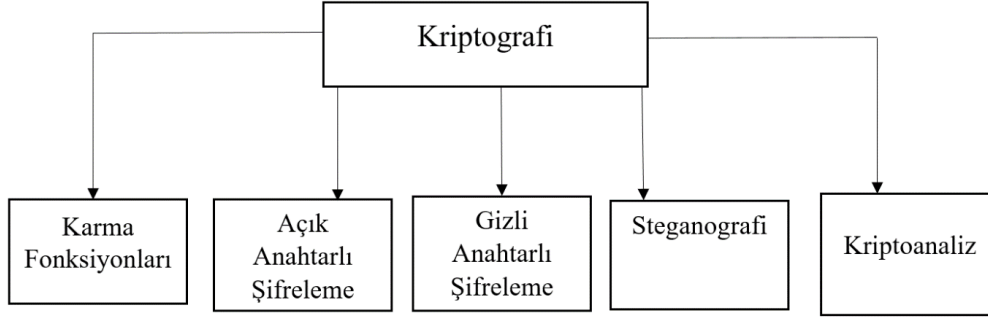 Kriptografi
Karma
Fonksiyonları
Açık
Anahtarlı
Şifreleme
Gizli
Anahtarlı
Şifreleme
Steganografi
Kriptoanaliz